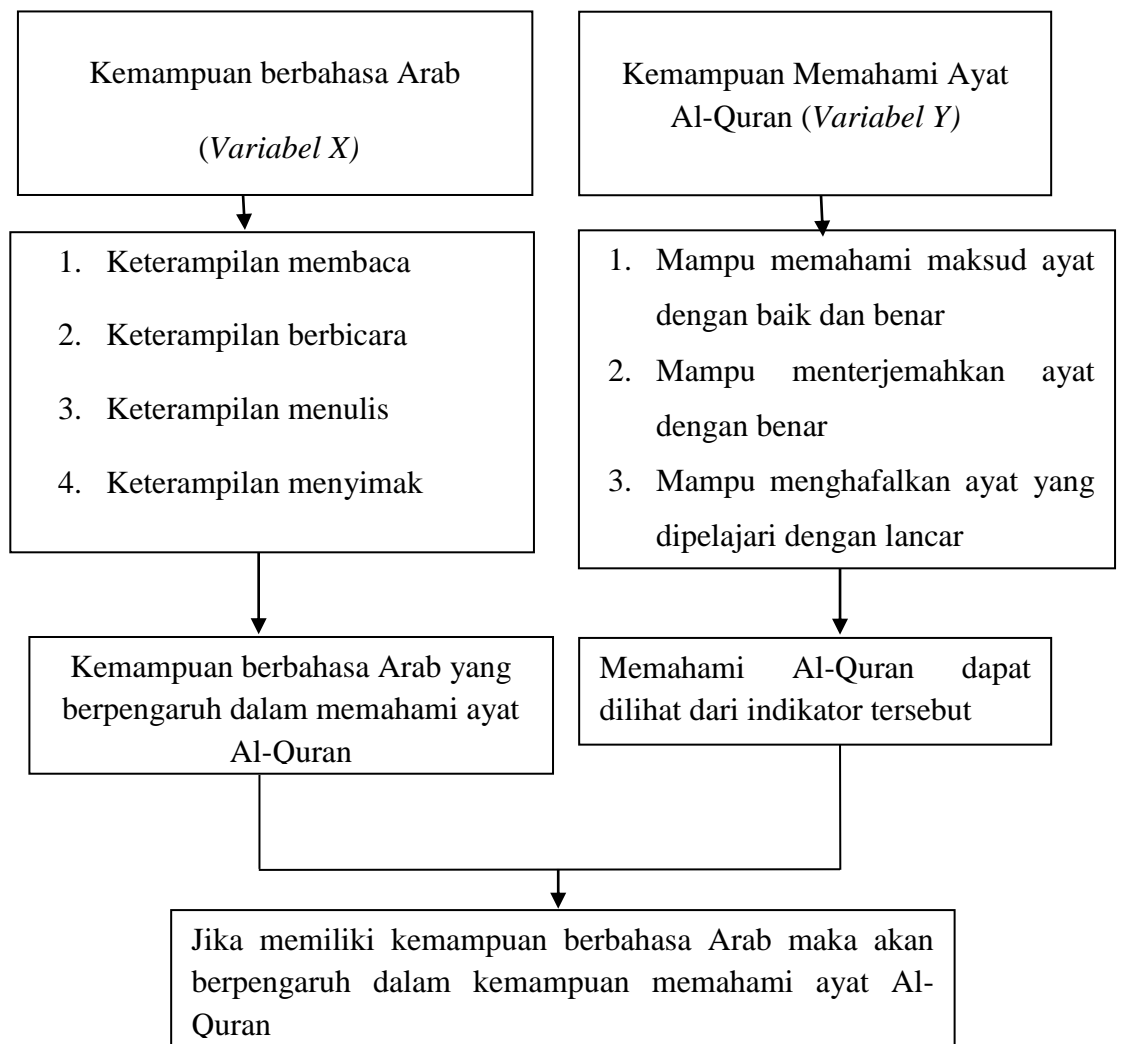 Kemampuan berbahasa Arab
(Variabel X)
Kemampuan Memahami Ayat
Al-Quran (Variabel Y)
1. Keterampilan membaca
2. Keterampilan berbicara
3. Keterampilan menulis
4. Keterampilan menyimak
1. Mampu memahami maksud ayat
dengan baik dan benar
2. Mampu menterjemahkan ayat
dengan benar
3. Mampu menghafalkan ayat yang
dipelajari dengan lancar
Kemampuan berbahasa Arab yang
berpengaruh dalam memahami ayat
Al-Quran
Memahami Al-Quran dapat
dilihat dari indikator tersebut
Jika memiliki kemampuan berbahasa Arab maka akan
berpengaruh dalam kemampuan memahami ayat Al-
Quran